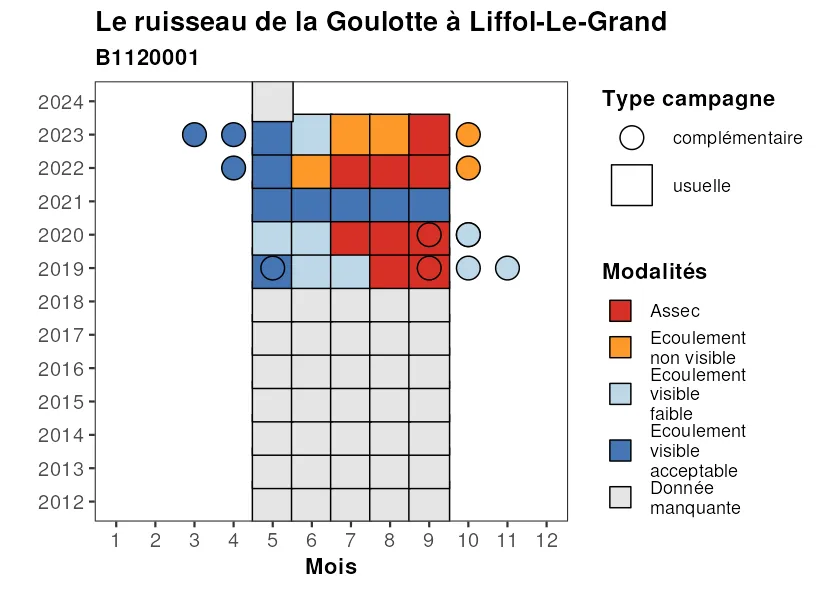 Le ruisseau de la Goulotte à Liffol-Le-Grand
B1120001
2024
2023
2022
2021
2020
2019
2018
2017
2016
2015
2014
2013
2012
1 2 3 4 5 6 7 8 9 10 11 12
Mois
Type campagne
complémentaire
usuelle
Modalités
Assec
Ecoulement
non visible
Ecoulement
visible
faible
Ecoulement
visible
acceptable
Donnée
manquante